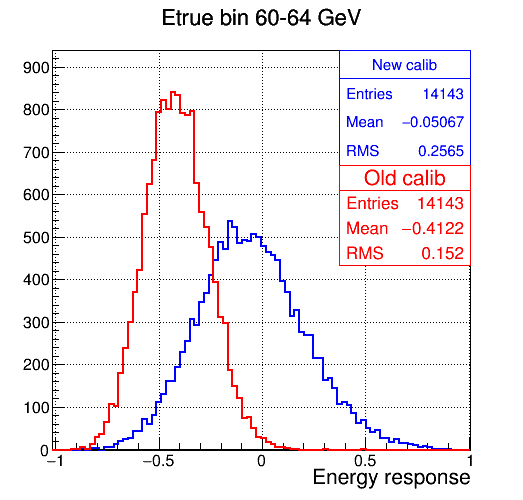 Etrue bin 60-64 GeV
900
800
700
600
500
400
300
200
100
0
New calib
Entries 14143
Mean −0.05067
RMS 0.2565
Old calib
Entries 14143
Mean −0.4122
RMS 0.152
−1 −0.5 0 0.5 1
Energy response